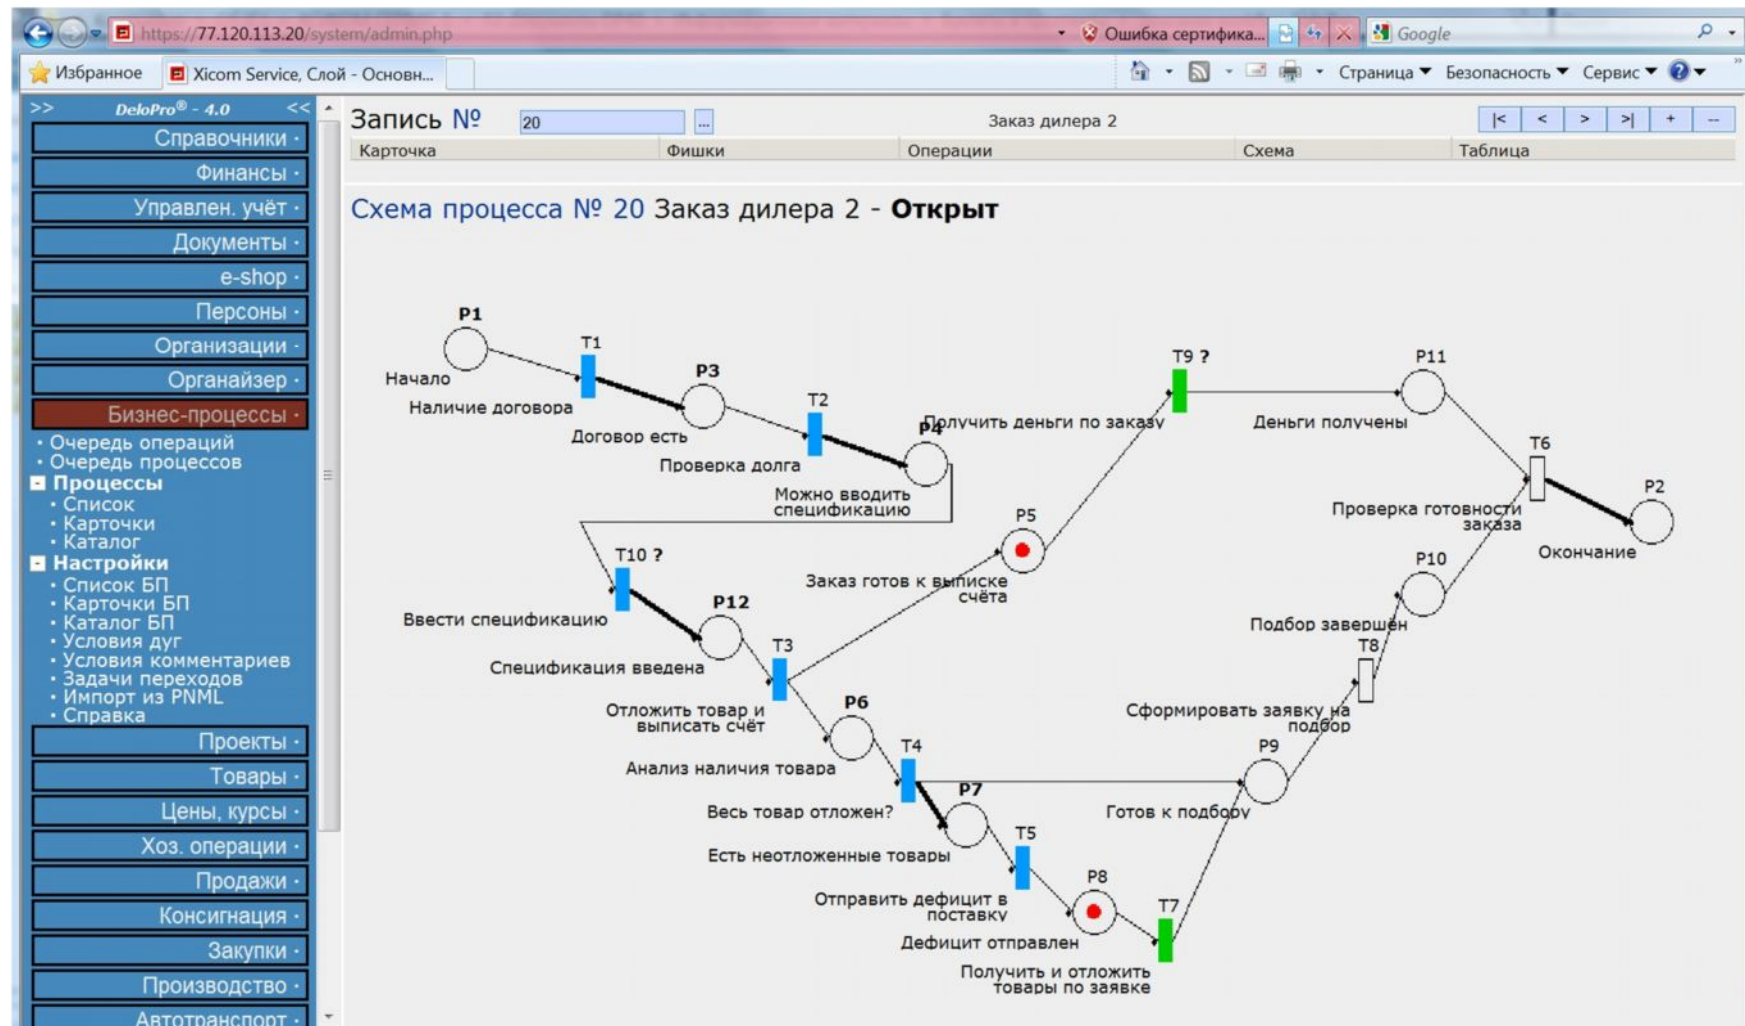 https://77.120.113.20/system/admin.php
Ошибка сертифика...
Google
Избранное
Xicom Service, Слой - Основн...
Страница
Безопасность
Сервис
>> DeloPro® - 4.0 <<
Справочники
Финансы
Управлен. учёт
Документы
e-shop
Персоны
Организации
Органайзер
Бизнес-процессы
Очередь операций
Очередь процессов
Процессы
Список
Карточки
Каталог
Настройки
Список БП
Карточки БП
Каталог БП
Условия дуг
Условия комментариев
Задачи переходов
Импорт из PNML
Справка
Проекты
Товары
Цены, курсы
Хоз. операции
Продажи
Консигнация
Закупки
Производство
Автотранспорт
Запись № 20 ... Заказ дилера 2 |< < > >| + --
Карточка Фишки Операции Схема Таблица
Схема процесса № 20 Заказ дилера 2 - Открыт
P1
Начало
T1
Наличие договора
P3
Договор есть
T2
Проверка долга
P4
Можно вводить
спецификацию
T9 ?
Получить деньги по заказу
P11
Деньги получены
T6
Проверка готовности
заказа
P2
Окончание
P5
Заказ готов к выписке
счёта
T10 ?
Ввести спецификацию
P12
Спецификация введена
T3
Отложить товар и
выписать счёт
P10
Подбор завершён
T8
Сформировать заявку на
подбор
P6
Анализ наличия товара
T4
Весь товар отложен?
P9
Готов к подбору
P7
Есть неотложенные товары
T5
Отправить дефицит в
поставку
P8
Дефицит отправлен
T7
Получить и отложить
товары по заявке